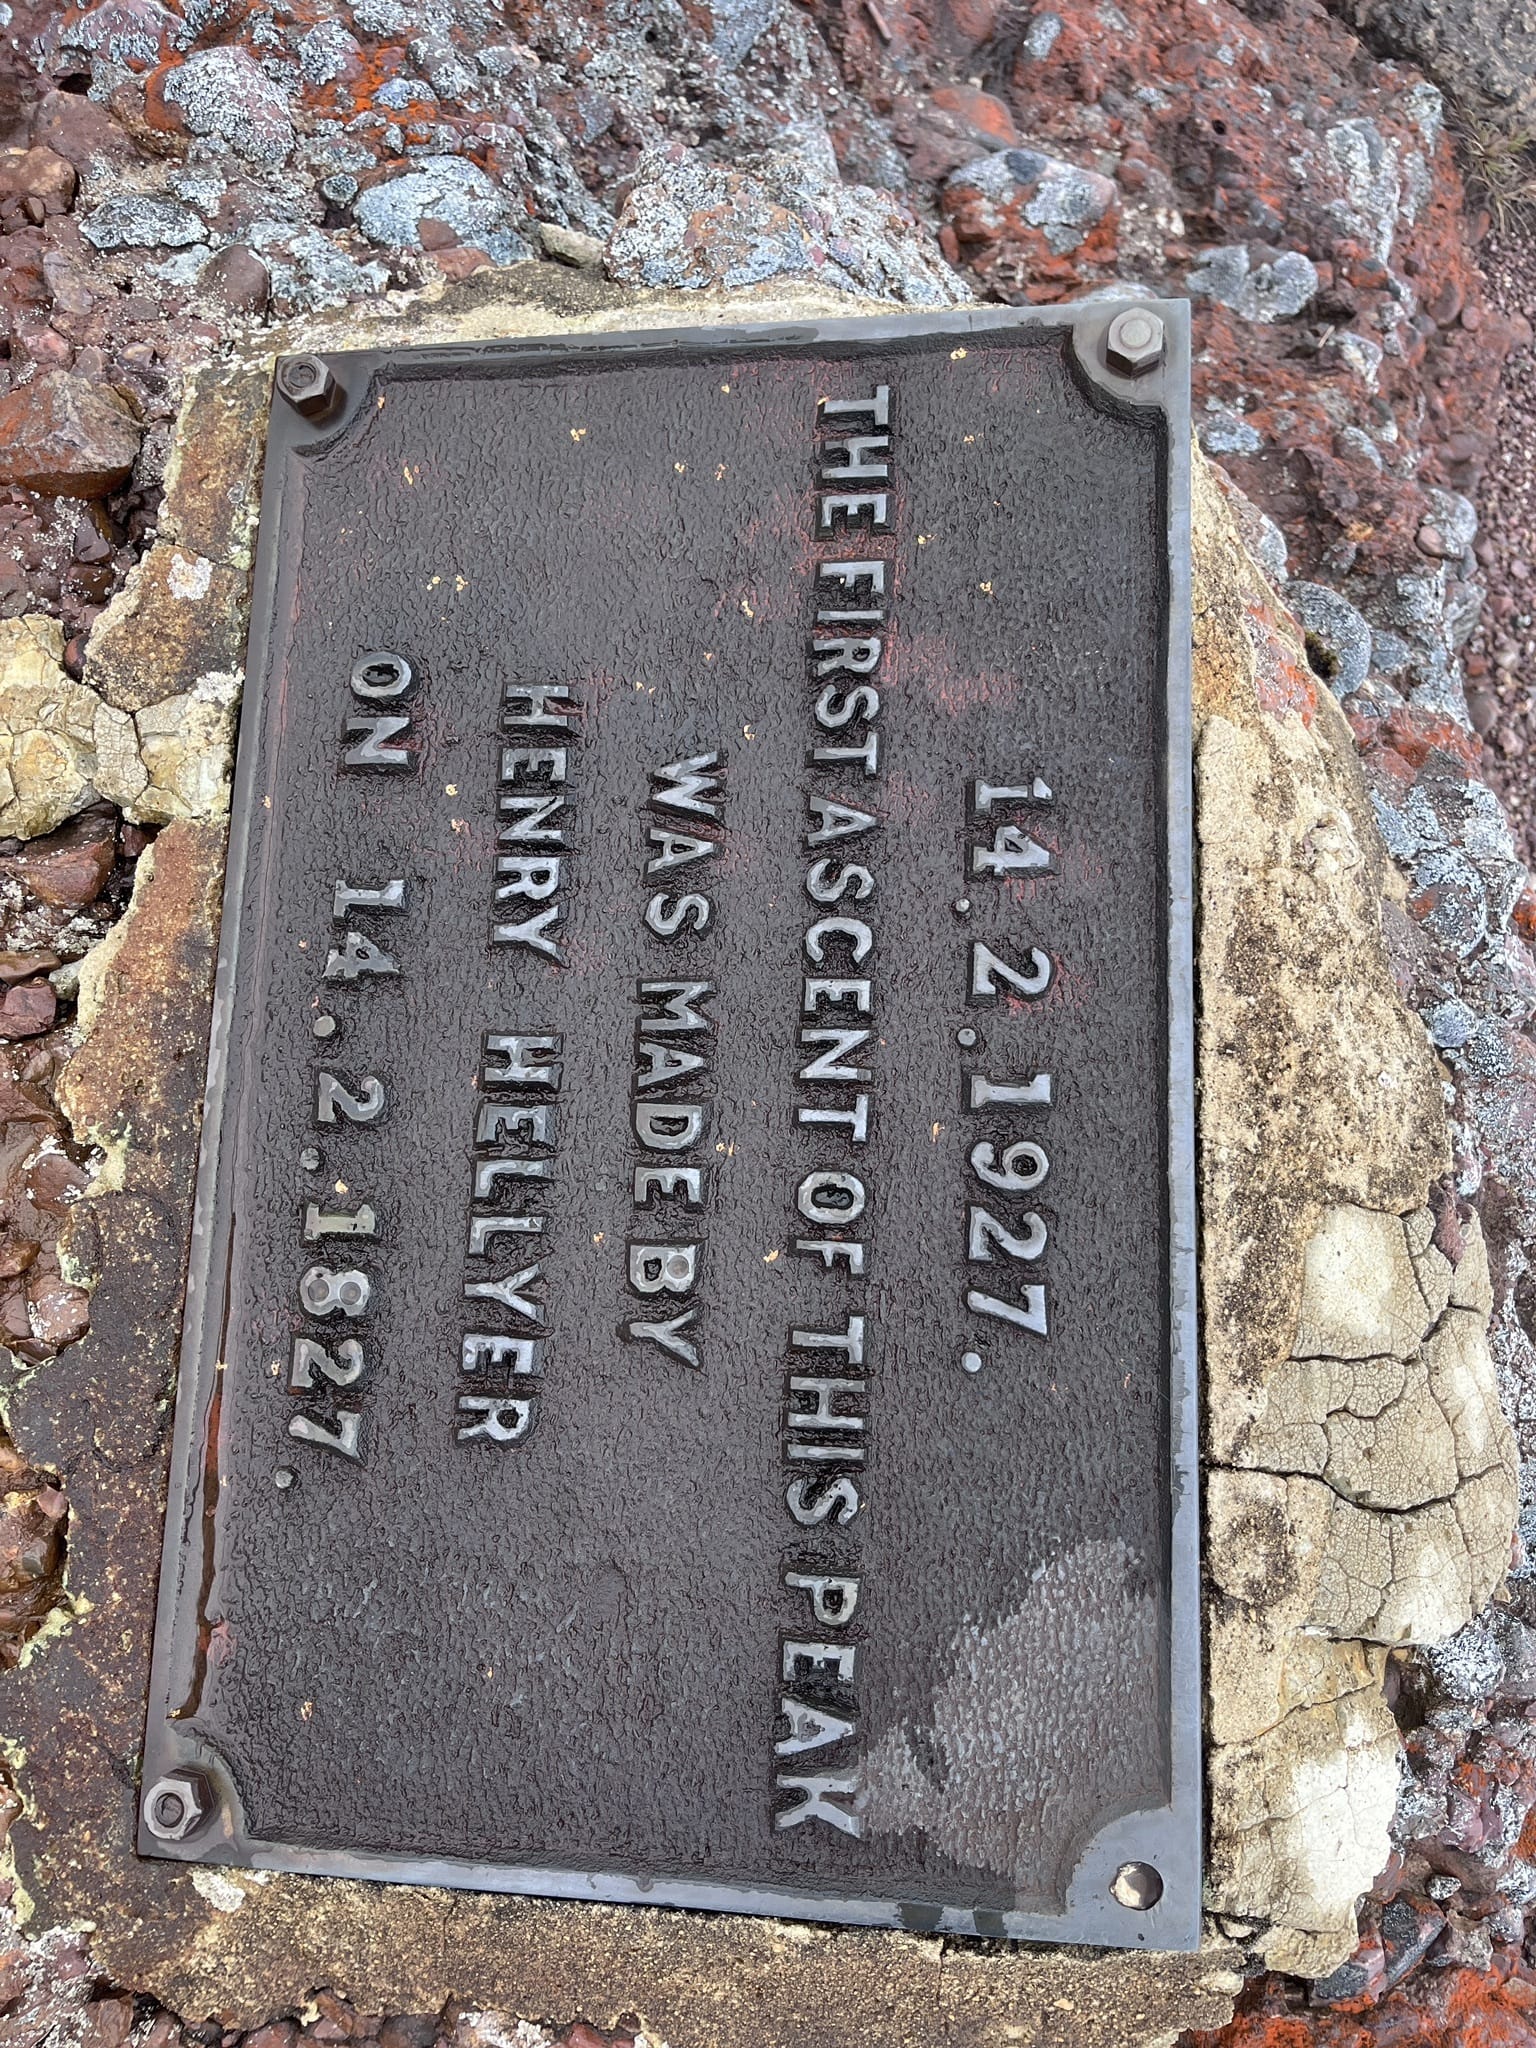 14.2.1927.
THE FIRST ASCENT OF THIS PEAK
WAS MADE BY
HENRY HELLYER
ON 14.2.1827.